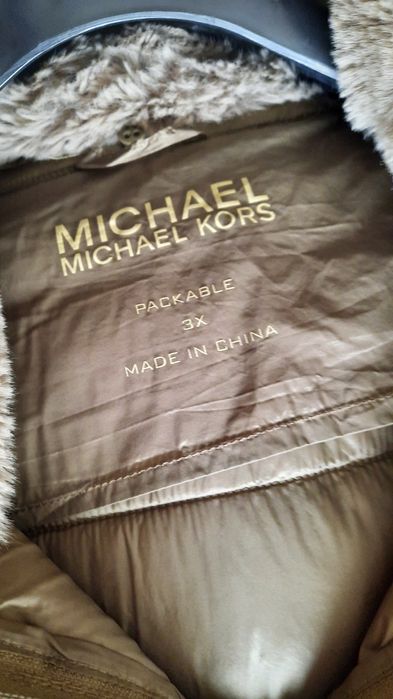 MICHAEL
MICHAEL KORS
PACKABLE
3X
MADE IN CHINA